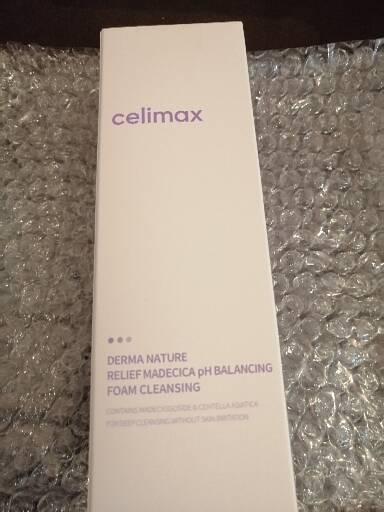 celimax
DERMA NATURE
RELIEF MADECICA pH BALANCING
FOAM CLEANSING
CONTAINS MADECASSOSIDE & CENTELLA ASIATICA
FOR DEEP CLEANSING WITHOUT SKIN IRRITATION